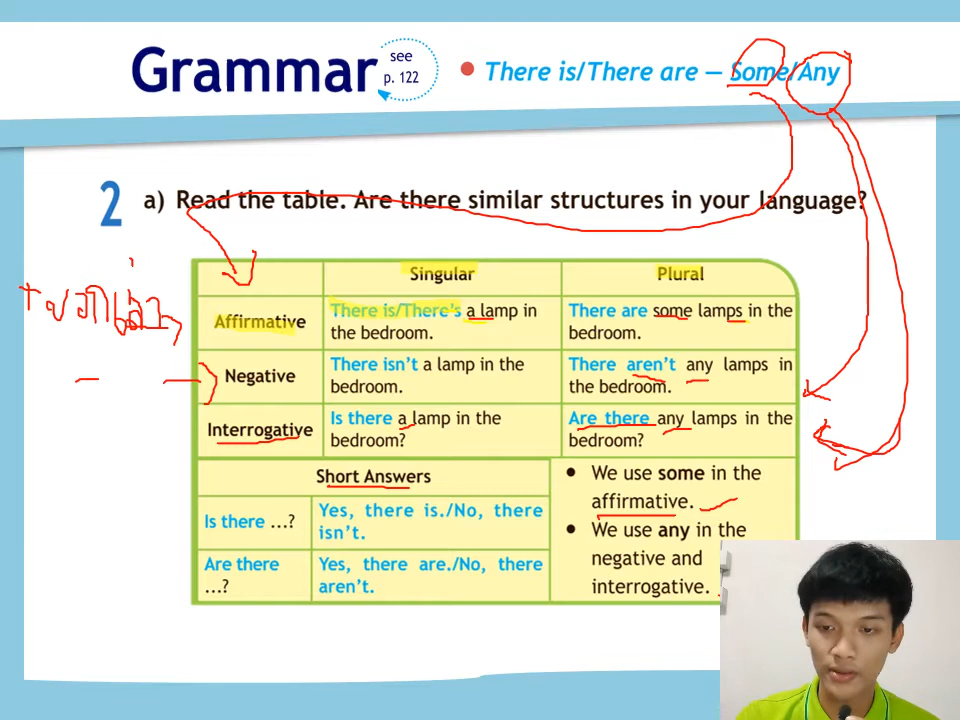 Grammar
see
p. 122
There is/There are – Some/Any
2 a) Read the table. Are there similar structures in your language?
Singular Plural
Affirmative
There is/There's a lamp in
the bedroom.
There are some lamps in the
bedroom.
Negative
There isn't a lamp in the
bedroom.
There aren't any lamps in
the bedroom.
Interrogative
Is there a lamp in the
bedroom?
Are there any lamps in the
bedroom?
Short Answers
Is there ...?
Yes, there is./No, there
isn't.
Are there
...?
Yes, there are./No, there
aren't.
• We use some in the
affirmative.
• We use any in the
negative and
interrogative.